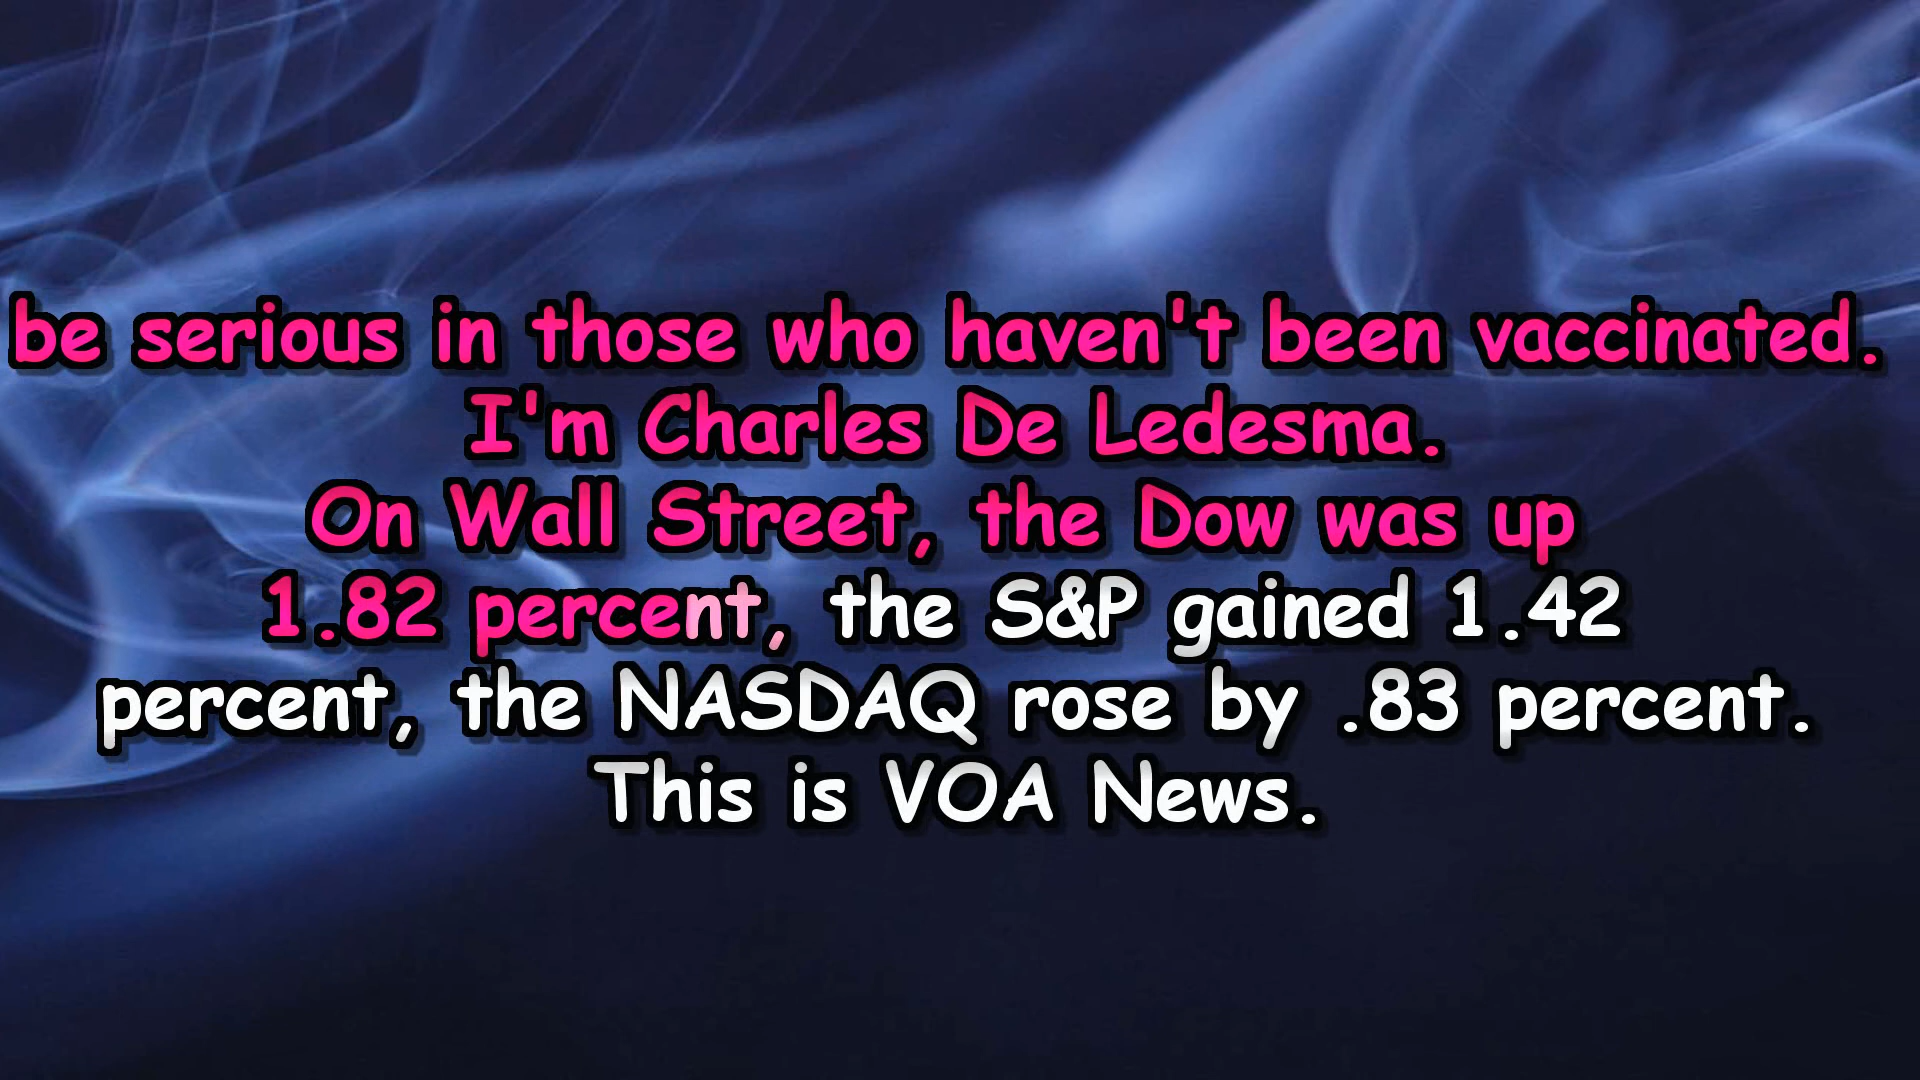 be serious in those who haven't been vaccinated.
I'm Charles De Ledesma.
On Wall Street, the Dow was up
1.82 percent, the S&P gained 1.42
percent, the NASDAQ rose by .83 percent.
This is VOA News.